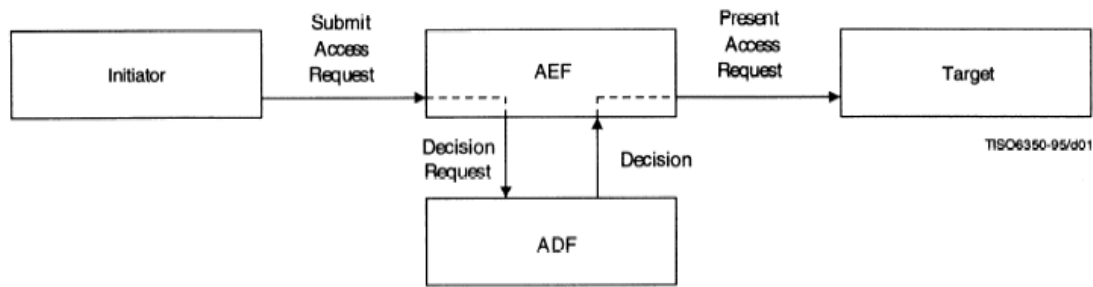 Submit
Access
Request
Present
Access
Request
Initiator
AEF
Target
TISO6350-95/d01
Decision
Request
Decision
ADF